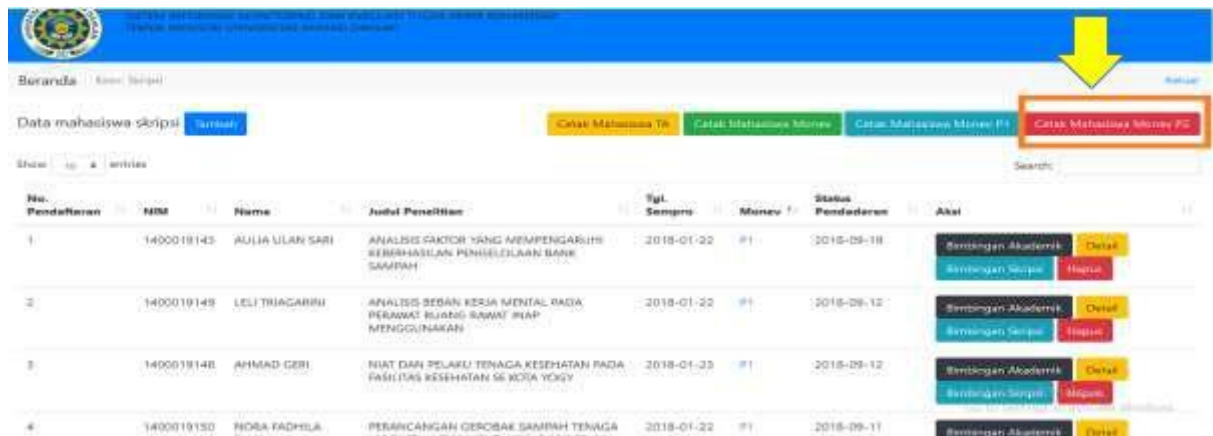 Beranda
Keluar
Data mahasiswa skripsi Tambah Cetak Mahasiswa TA Cetak Mahasiswa Monev Cetak Mahasiswa Monev P1 Cetak Mahasiswa Monev P2
Show 10 entries Search:
No. Pendaftaran NIM Nama Judul Penelitian Tgl. Sempro Monev Status Pendadaran Aksi
1 1400019143 AULIA ULAN SARI ANALISIS FAKTOR YANG MEMPENGARUHI 2018-01-22 P1 2018-09-18 Bimbingan Akademik Detail
KEBERHASILAN PENGELOLAAN BANK Bimbingan Skripsi Hapus
SAMPAH
2 1400019149 LELI TRIAGARINI ANALISIS BEBAN KERJA MENTAL PADA 2018-01-22 P1 2018-09-12 Bimbingan Akademik Detail
PERAWAT RUANG RAWAT INAP Bimbingan Skripsi Hapus
MENGGUNAKAN
3 1400019148 AHMAD GERI NIAT DAN PELAKU TENAGA KESEHATAN PADA 2018-01-23 P1 2018-09-12 Bimbingan Akademik Detail
FASILITAS KESEHATAN SE KOTA YOGY Bimbingan Skripsi Hapus
4 1400019150 NORA FADHILA PERANCANGAN GEROBAK SAMPAH TENAGA 2018-01-22 P1 2018-09-11 Bimbingan Akademik Detail